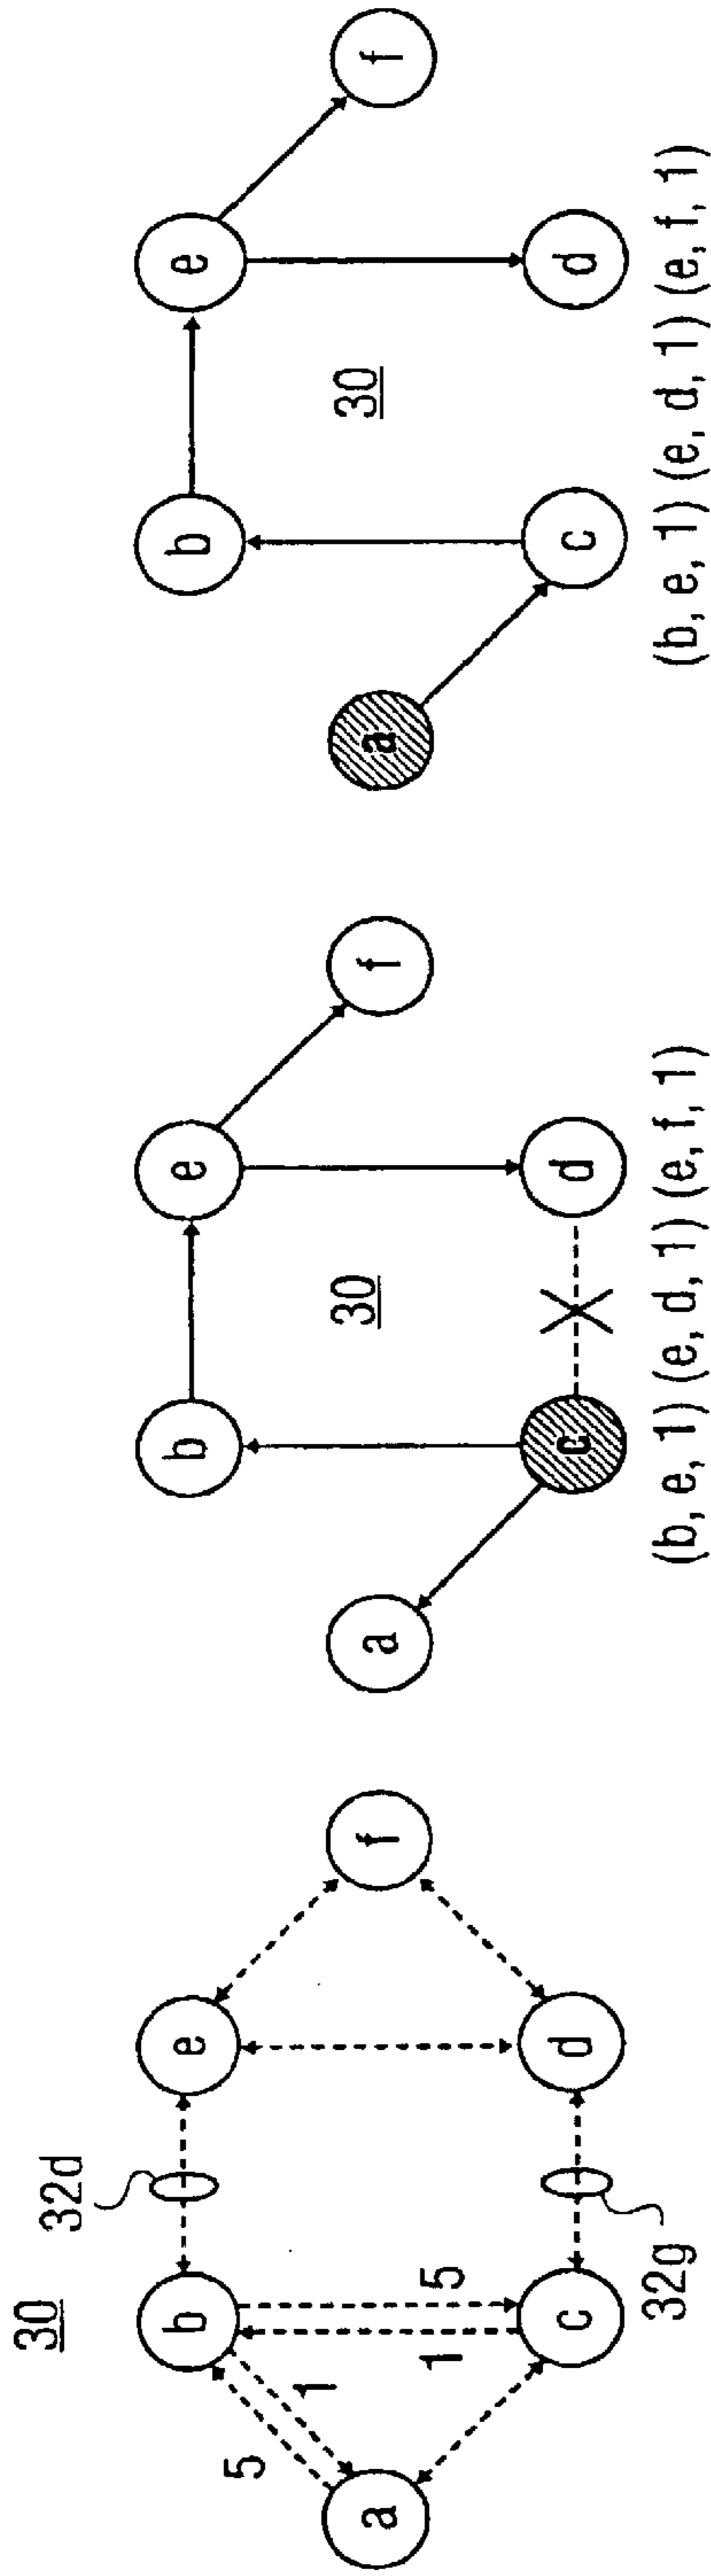 30
32d
b
e
5
1
1
5
a
f
c
d
32g
b
e
a
30
f
c
d
(b, e, 1) (e, d, 1) (e, f, 1)
b
e
a
30
f
c
d
(b, e, 1) (e, d, 1) (e, f, 1)